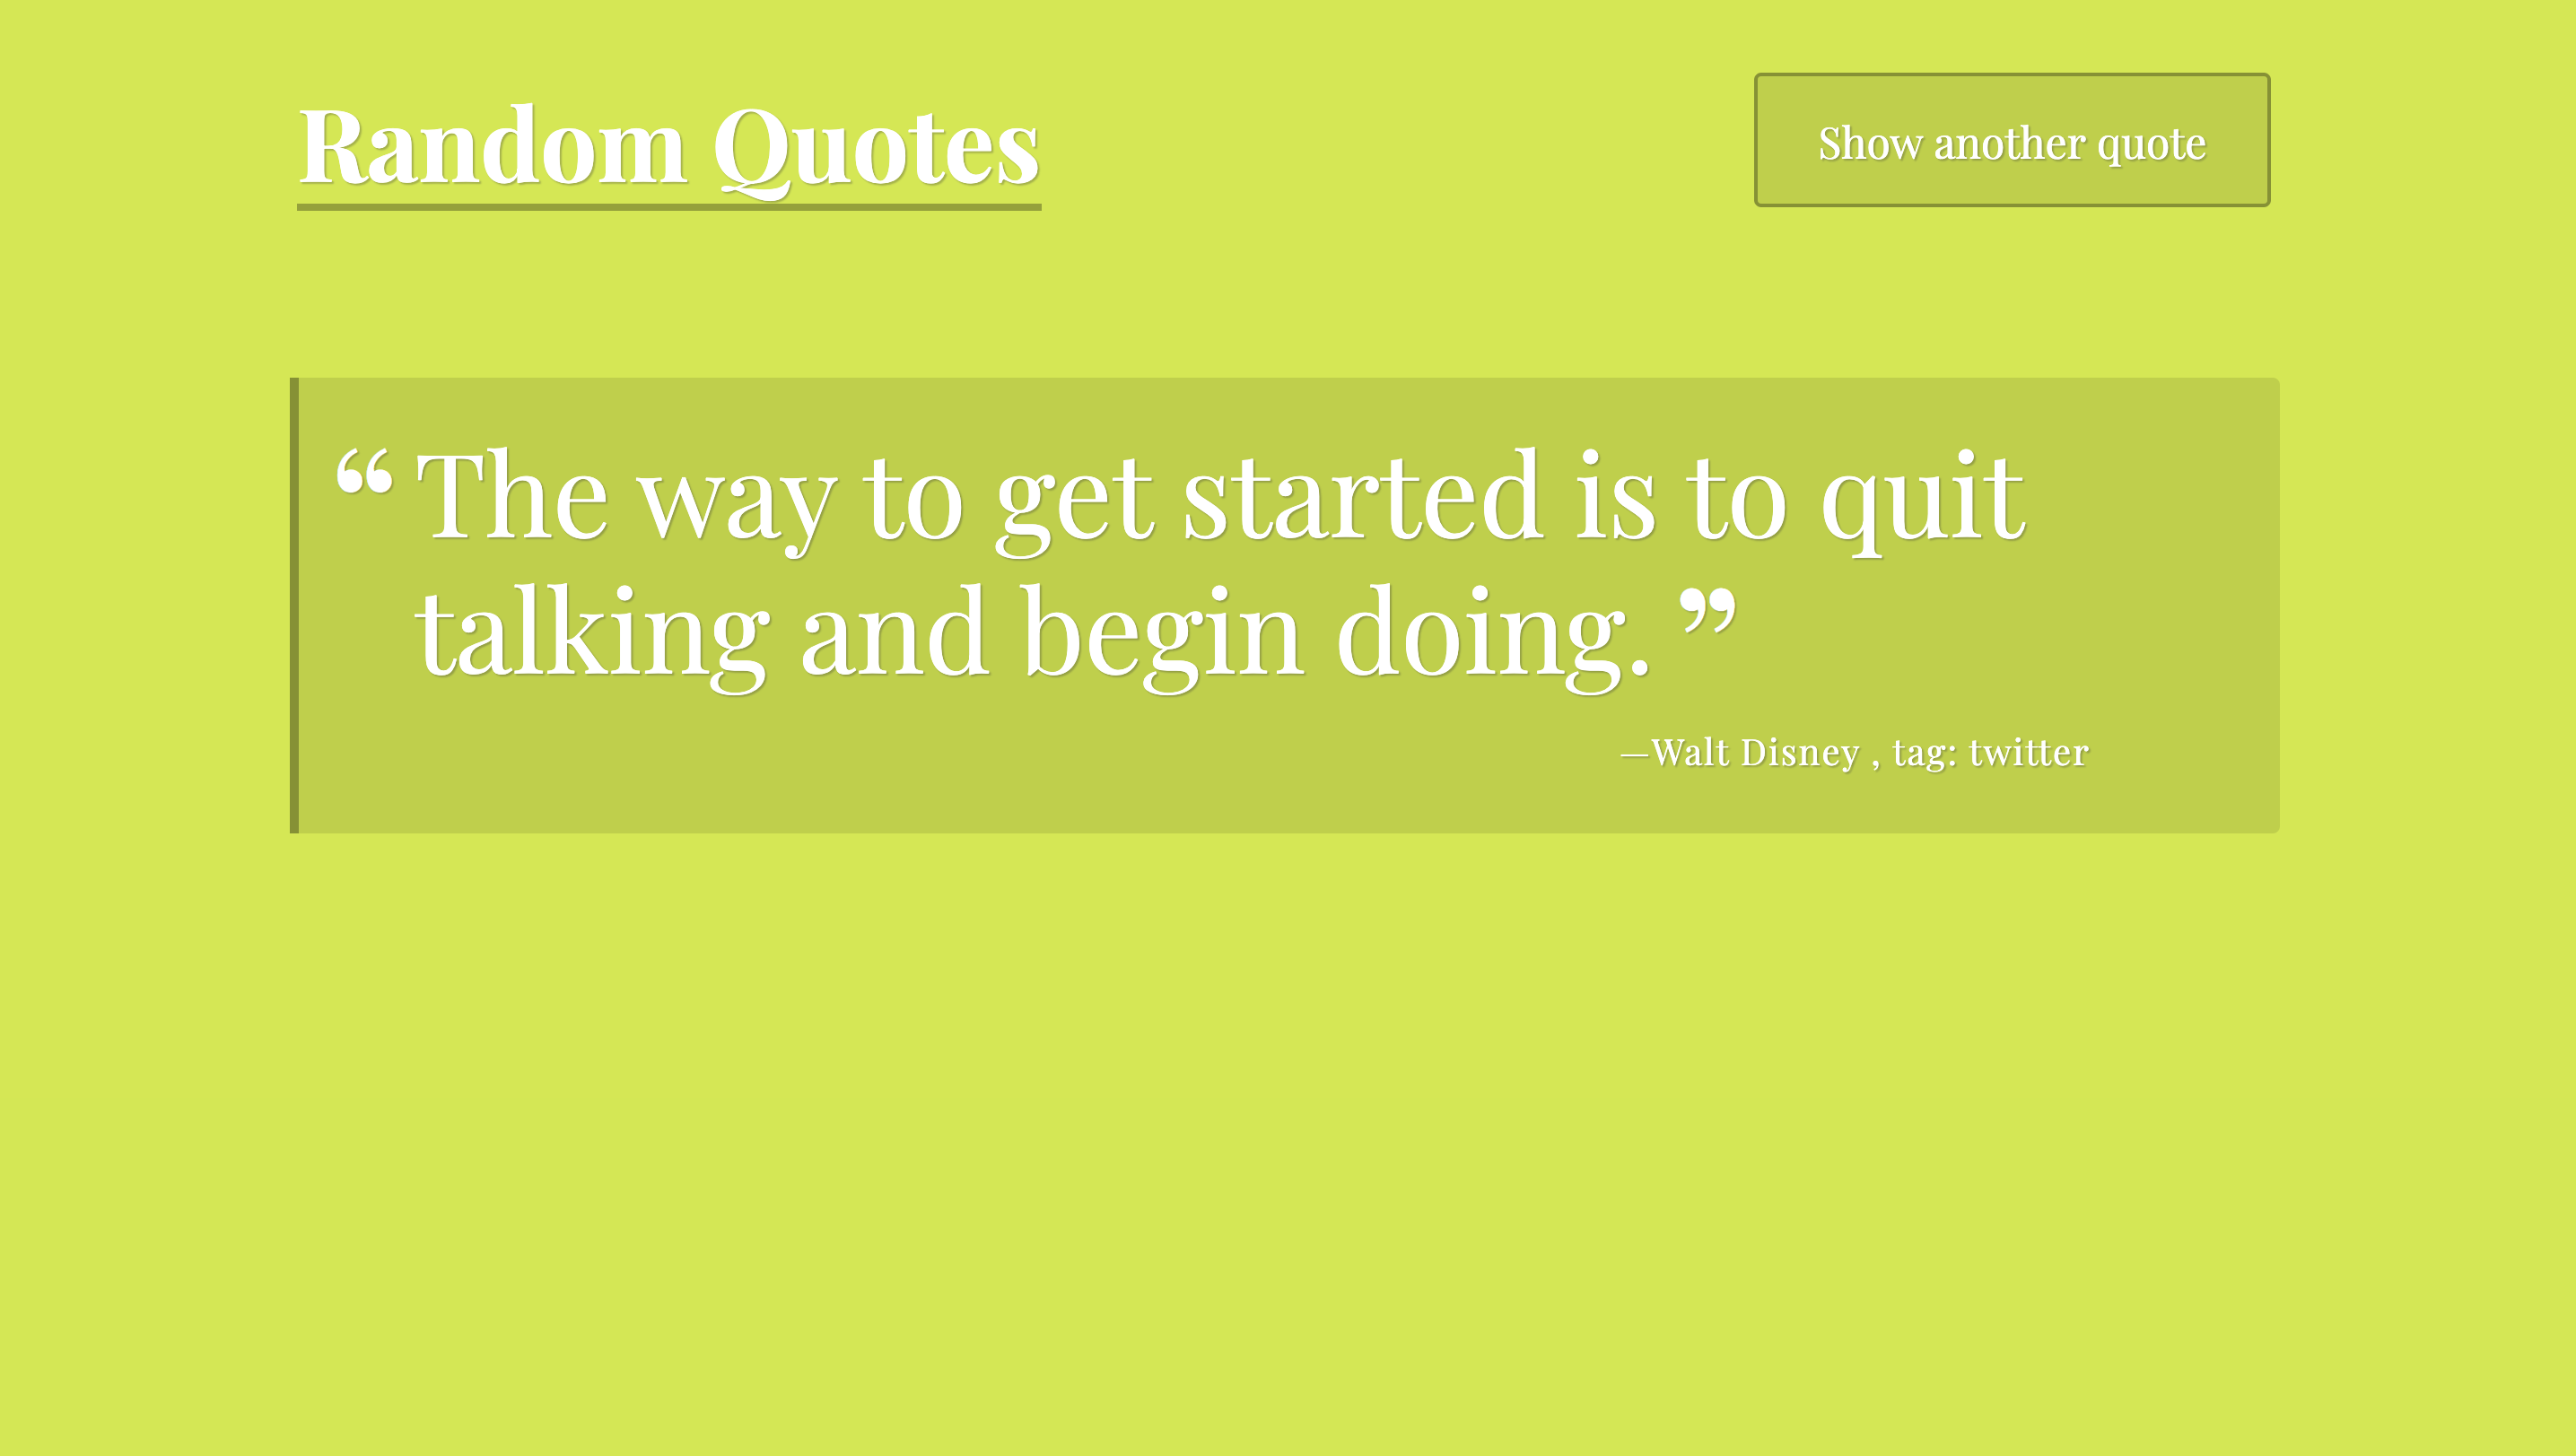 Random Quotes
Show another quote
“ The way to get started is to quit
talking and begin doing. ”
—Walt Disney , tag: twitter